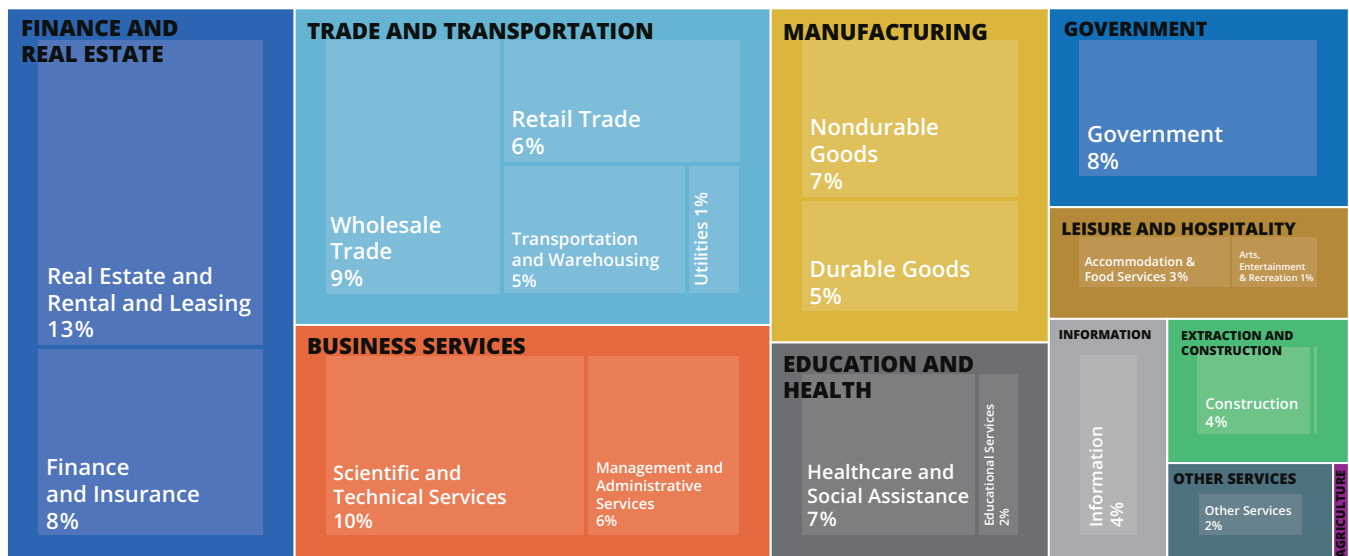 FINANCE AND
REAL ESTATE
Real Estate and
Rental and Leasing
13%
Finance
and Insurance
8%
TRADE AND TRANSPORTATION
Wholesale
Trade
9%
Retail Trade
6%
Transportation
and Warehousing
5%
Utilities 1%
BUSINESS SERVICES
Scientific and
Technical Services
10%
Management and
Administrative
Services
6%
MANUFACTURING
Nondurable
Goods
7%
Durable Goods
5%
EDUCATION AND
HEALTH
Healthcare and
Social Assistance
7%
Educational Services
2%
GOVERNMENT
Government
8%
LEISURE AND HOSPITALITY
Accommodation &
Food Services 3%
Arts,
Entertainment
& Recreation 1%
INFORMATION
Information
4%
EXTRACTION AND
CONSTRUCTION
Construction
4%
OTHER SERVICES
Other Services
2%
AGRICULTURE